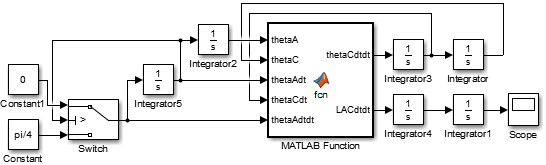 1
s
Integrator2
0
Constant1
pi/4
Constant
>
Switch
1
s
Integrator5
thetaA
thetaC
thetaAdt
thetaCdt
thetaAdtdt
fcn
thetaCdtdt
LACdtdt
MATLAB Function
1
s
Integrator3
1
s
Integrator
1
s
Integrator4
1
s
Integrator1
Scope